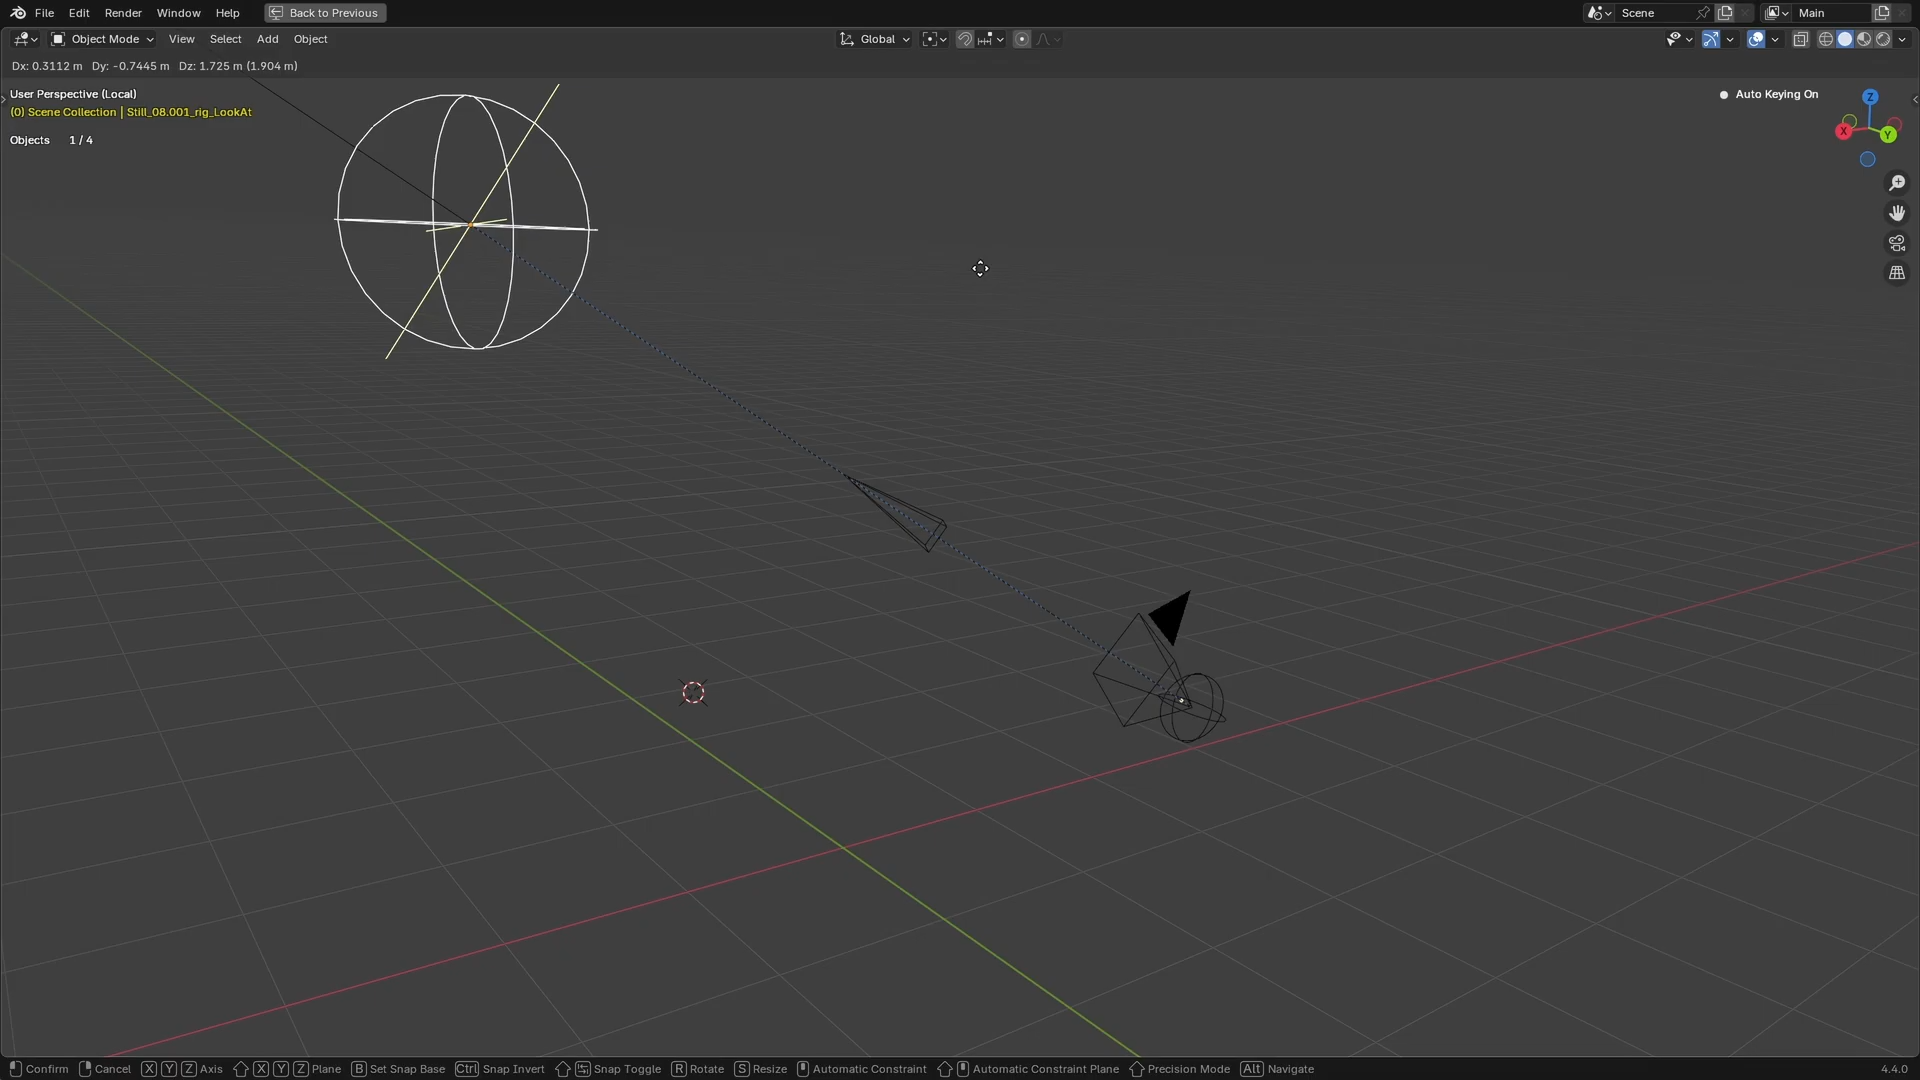 File Edit Render Window Help Back to Previous Scene Main
Object Mode View Select Add Object Global
Dx: 0.3112 m Dy: -0.7445 m Dz: 1.725 m (1.904 m)
User Perspective (Local)
(0) Scene Collection | Still_08.001_rig_LookAt
Objects 1 / 4
Auto Keying On
Z
X
Y
Confirm Cancel X Y Z Axis X Y Z Plane B Set Snap Base Ctrl Snap Invert Snap Toggle R Rotate S Resize Automatic Constraint Automatic Constraint Plane Precision Mode Alt Navigate 4.4.0